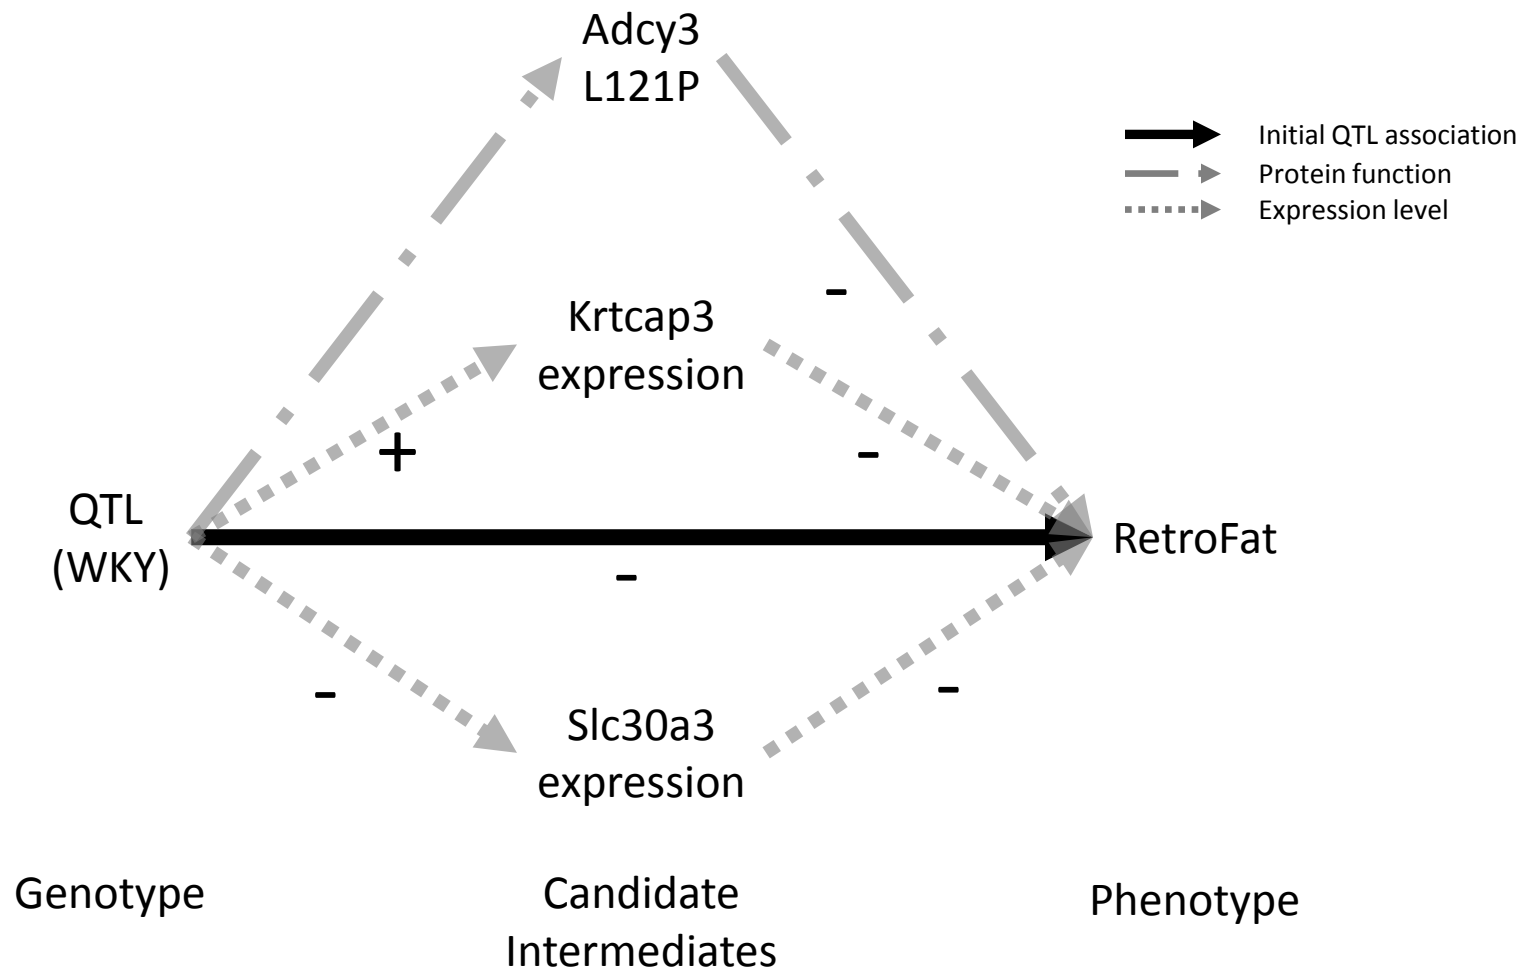 Adcy3
L121P
Initial QTL association
Protein function
Expression level
-
Krtcap3
expression
+
-
QTL
(WKY)
RetroFat
-
-
-
Slc30a3
expression
Genotype
Candidate
Intermediates
Phenotype